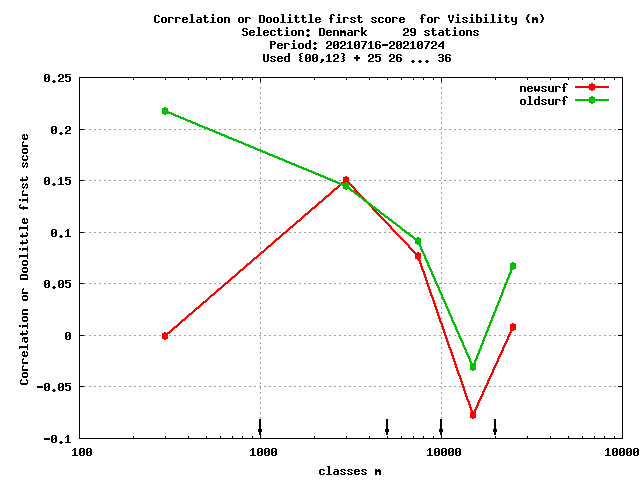 Correlation or Doolittle first score  for Visibility (m)
Selection: Denmark     29 stations
Period: 20210716-20210724
Used {00,12} + 25 26 ... 36
newsurf
oldsurf
Correlation or Doolittle first score
0.25
0.2
0.15
0.1
0.05
0
-0.05
-0.1
100 1000 10000 10000
classes m